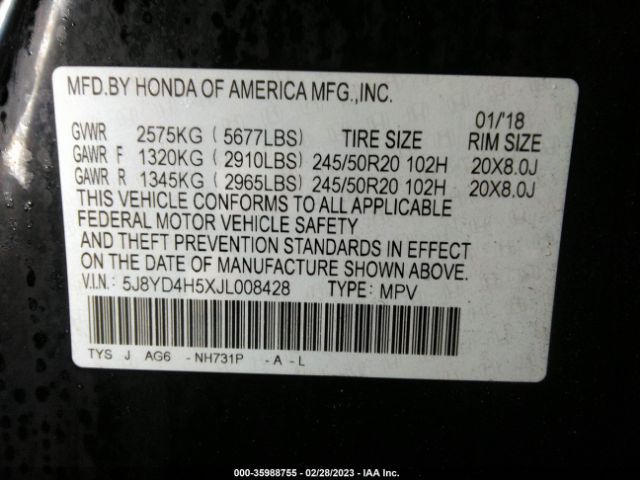 MFD.BY HONDA OF AMERICA MFG.,INC.
01/'18
GVWR 2575KG (5677LBS) TIRE SIZE RIM SIZE
GAWR F 1320KG (2910LBS) 245/50R20 102H 20X8.0J
GAWR R 1345KG (2965LBS) 245/50R20 102H 20X8.0J
THIS VEHICLE CONFORMS TO ALL APPLICABLE
FEDERAL MOTOR VEHICLE SAFETY
AND THEFT PREVENTION STANDARDS IN EFFECT
ON THE DATE OF MANUFACTURE SHOWN ABOVE.
V.I.N.: 5J8YD4H5XJL008428 TYPE: MPV
TYS J AG6 - NH731P - A - L
000-35988755 - 02/28/2023 - IAA Inc.